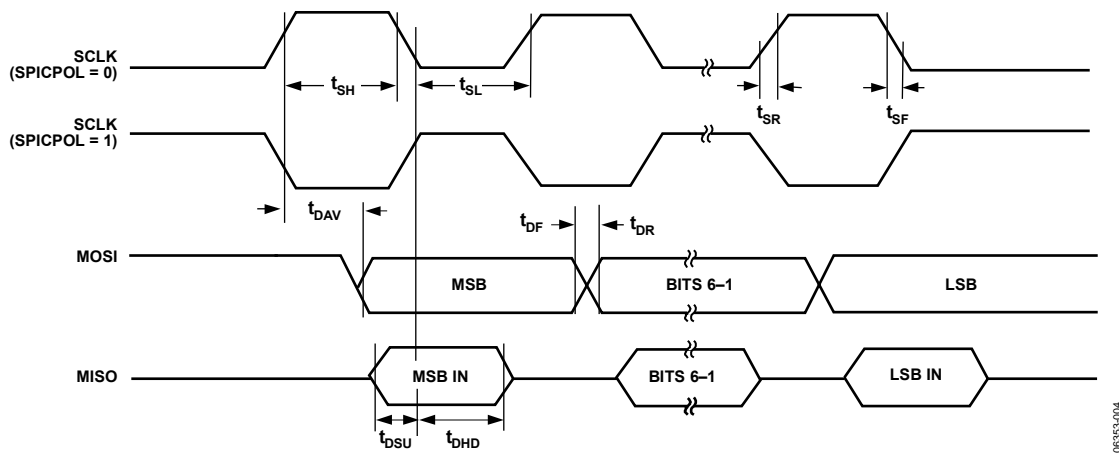 SCLK
(SPICPOL = 0)
tSH
tSL
tSR
tSF
SCLK
(SPICPOL = 1)
tDAV
tDF
tDR
MOSI
MSB
BITS 6–1
LSB
MISO
MSB IN
BITS 6–1
LSB IN
tDSU
tDHD
06353-004